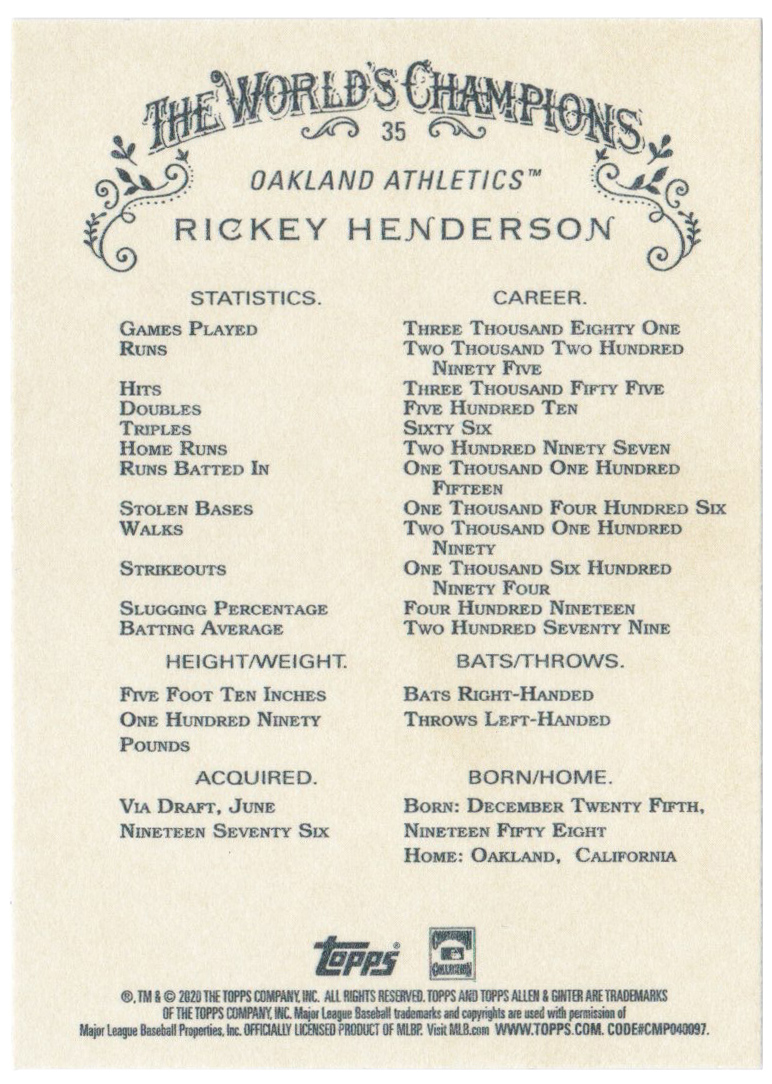 THE WORLD'S CHAMPIONS
35
OAKLAND ATHLETICS™
RICKEY HENDERSON
STATISTICS. CAREER.
GAMES PLAYED THREE THOUSAND EIGHTY ONE
RUNS TWO THOUSAND TWO HUNDRED
NINETY FIVE
HITS THREE THOUSAND FIFTY FIVE
DOUBLES FIVE HUNDRED TEN
TRIPLES SIXTY SIX
HOME RUNS TWO HUNDRED NINETY SEVEN
RUNS BATTED IN ONE THOUSAND ONE HUNDRED
FIFTEEN
STOLEN BASES ONE THOUSAND FOUR HUNDRED SIX
WALKS TWO THOUSAND ONE HUNDRED
NINETY
STRIKEOUTS ONE THOUSAND SIX HUNDRED
NINETY FOUR
SLUGGING PERCENTAGE FOUR HUNDRED NINETEEN
BATTING AVERAGE TWO HUNDRED SEVENTY NINE
HEIGHT/WEIGHT. BATS/THROWS.
FIVE FOOT TEN INCHES BATS RIGHT-HANDED
ONE HUNDRED NINETY THROWS LEFT-HANDED
POUNDS
ACQUIRED. BORN/HOME.
VIA DRAFT, JUNE BORN: DECEMBER TWENTY FIFTH,
NINETEEN SEVENTY SIX NINETEEN FIFTY EIGHT
HOME: OAKLAND, CALIFORNIA
topps® COOPERSTOWN COLLECTION
®, TM & © 2020 THE TOPPS COMPANY, INC. ALL RIGHTS RESERVED. TOPPS AND TOPPS ALLEN & GINTER ARE TRADEMARKS
OF THE TOPPS COMPANY, INC. Major League Baseball trademarks and copyrights are used with permission of
Major League Baseball Properties, Inc. OFFICIALLY LICENSED PRODUCT OF MLBP. Visit MLB.com WWW.TOPPS.COM. CODE#CMP040097.